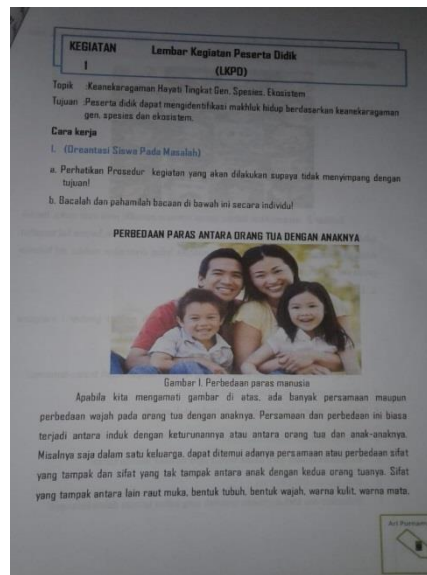 KEGIATAN
1
Lembar Kegiatan Peserta Didik
(LKPD)
Topik :Keanekaragaman Hayati Tingkat Gen, Spesies, Ekosistem
Tujuan :Peserta didik dapat mengidentifikasi makhluk hidup berdasarkan keanekaragaman
gen, spesies dan ekosistem.
Cara kerja
1. (Oreantasi Siswa Pada Masalah)
a. Perhatikan Prosedur kegiatan yang akan dilakukan supaya tidak menyimpang dengan
tujuan!
b. Bacalah dan pahamilah bacaan di bawah ini secara individu!
PERBEDAAN PARAS ANTARA ORANG TUA DENGAN ANAKNYA
Gambar 1. Perbedaan paras manusia
Apabila kita mengamati gambar di atas, ada banyak persamaan maupun
perbedaan wajah pada orang tua dengan anaknya. Persamaan dan perbedaan ini biasa
terjadi antara induk dengan keturunannya atau antara orang tua dan anak-anaknya.
Misalnya saja dalam satu keluarga, dapat ditemui adanya persamaan atau perbedaan sifat
yang tampak dan sifat yang tak tampak antara anak dengan kedua orang tuanya. Sifat
yang tampak antara lain raut muka, bentuk tubuh, bentuk wajah, warna kulit, warna mata,